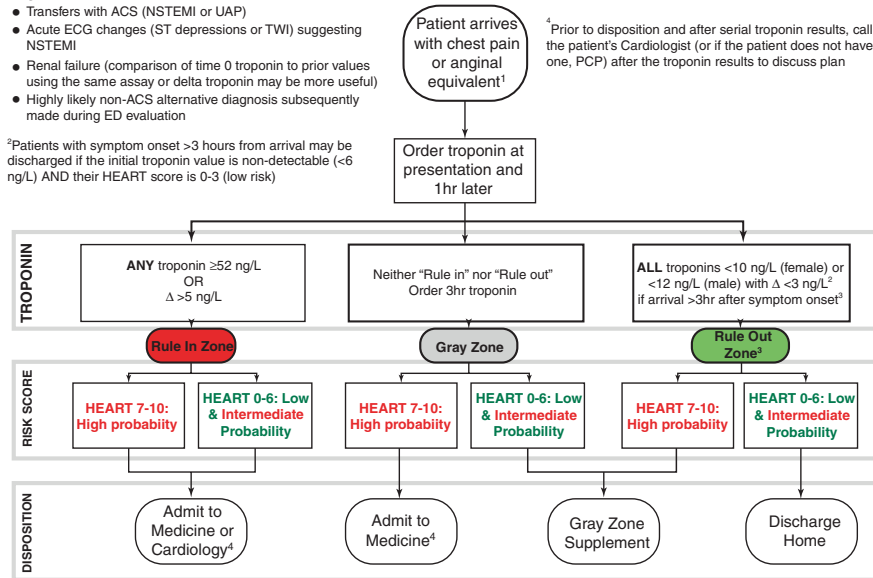 ● Transfers with ACS (NSTEMI or UAP)
● Acute ECG changes (ST depressions or TWI) suggesting
NSTEMI
● Renal failure (comparison of time 0 troponin to prior values
using the same assay or delta troponin may be more useful)
● Highly likely non-ACS alternative diagnosis subsequently
made during ED evaluation
2Patients with symptom onset >3 hours from arrival may be
discharged if the initial troponin value is non-detectable (<6
ng/L) AND their HEART score is 0-3 (low risk)
Patient arrives
with chest pain
or anginal
equivalent1
4Prior to disposition and after serial troponin results, call
the patient's Cardiologist (or if the patient does not have
one, PCP) after the troponin results to discuss plan
Order troponin at
presentation and
1hr later
TROPONIN
ANY troponin ≥52 ng/L
OR
Δ >5 ng/L
Neither "Rule in" nor "Rule out"
Order 3hr troponin
ALL troponins <10 ng/L (female) or
<12 ng/L (male) with Δ <3 ng/L2
if arrival >3hr after symptom onset3
Rule In Zone
Gray Zone
Rule Out
Zone3
RISK SCORE
HEART 7-10:
High probabiity
HEART 0-6: Low
& Intermediate
Probability
HEART 7-10:
High probabiity
HEART 0-6: Low
& Intermediate
Probability
HEART 7-10:
High probabiity
HEART 0-6: Low
& Intermediate
Probability
DISPOSITION
Admit to
Medicine or
Cardiology4
Admit to
Medicine4
Gray Zone
Supplement
Discharge
Home